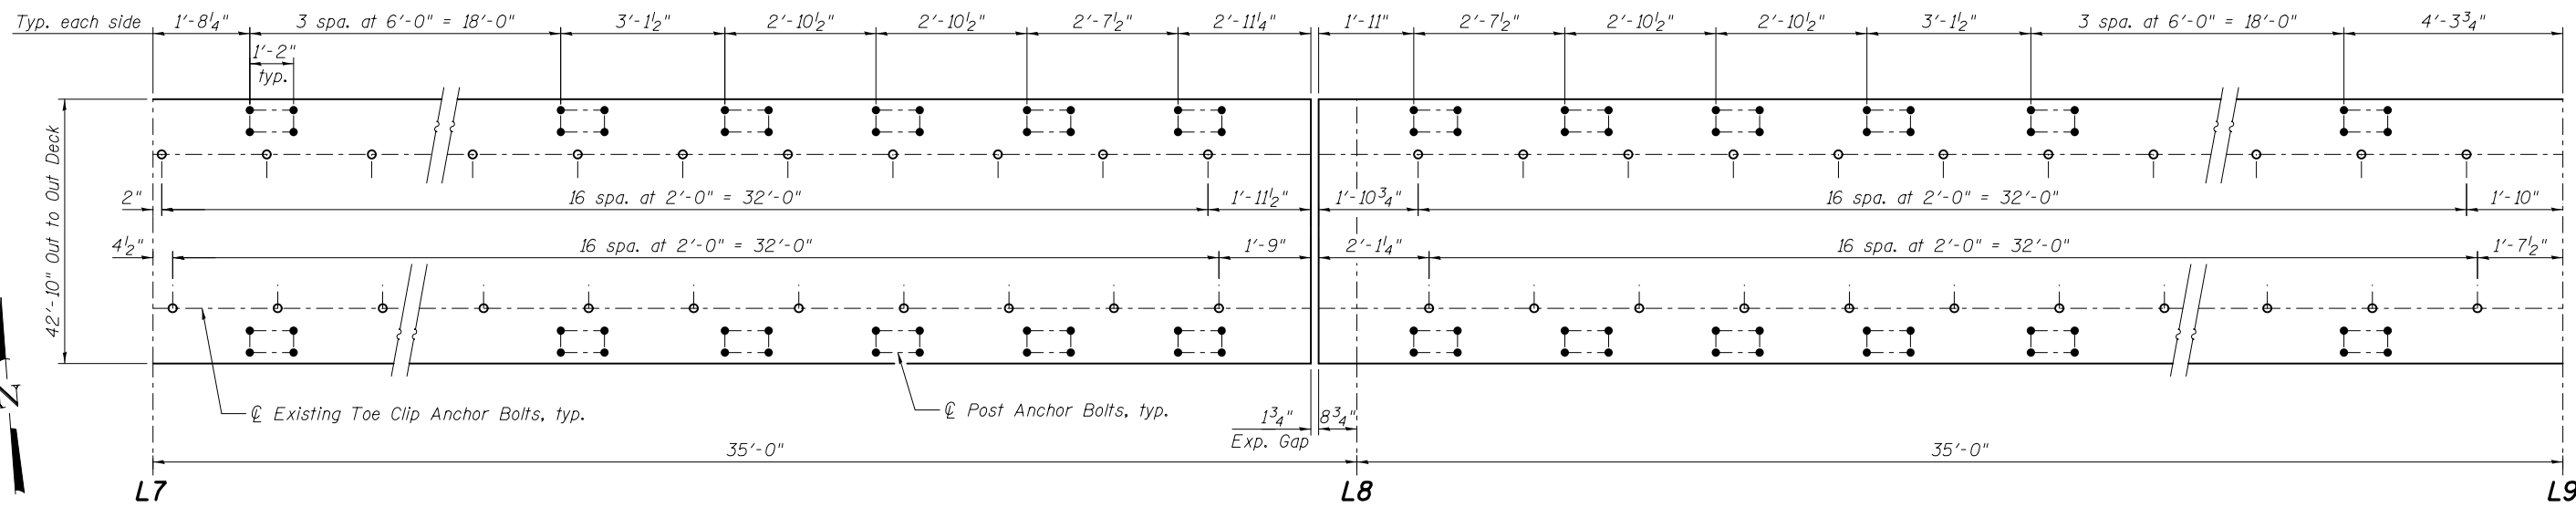 Typ. each side 1'-8¼" 3 spa. at 6'-0" = 18'-0" 3'-1½" 2'-10½" 2'-10½" 2'-7½" 2'-11¼" 1'-11" 2'-7½" 2'-10½" 2'-10½" 3'-1½" 3 spa. at 6'-0" = 18'-0" 4'-3¾"
1'-2"
typ.
42'-10" Out to Out Deck
2" 16 spa. at 2'-0" = 32'-0" 1'-11½" 1'-10¾" 16 spa. at 2'-0" = 32'-0" 1'-10"
4½" 16 spa. at 2'-0" = 32'-0" 1'-9" 2'-1¼" 16 spa. at 2'-0" = 32'-0" 1'-7½"
N
℄ Existing Toe Clip Anchor Bolts, typ. ℄ Post Anchor Bolts, typ. 1¾" 8¾"
Exp. Gap
35'-0" 35'-0"
L7 L8 L9